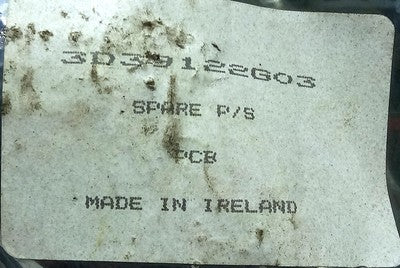 3D39122G03
SPARE P/S
PCB
MADE IN IRELAND